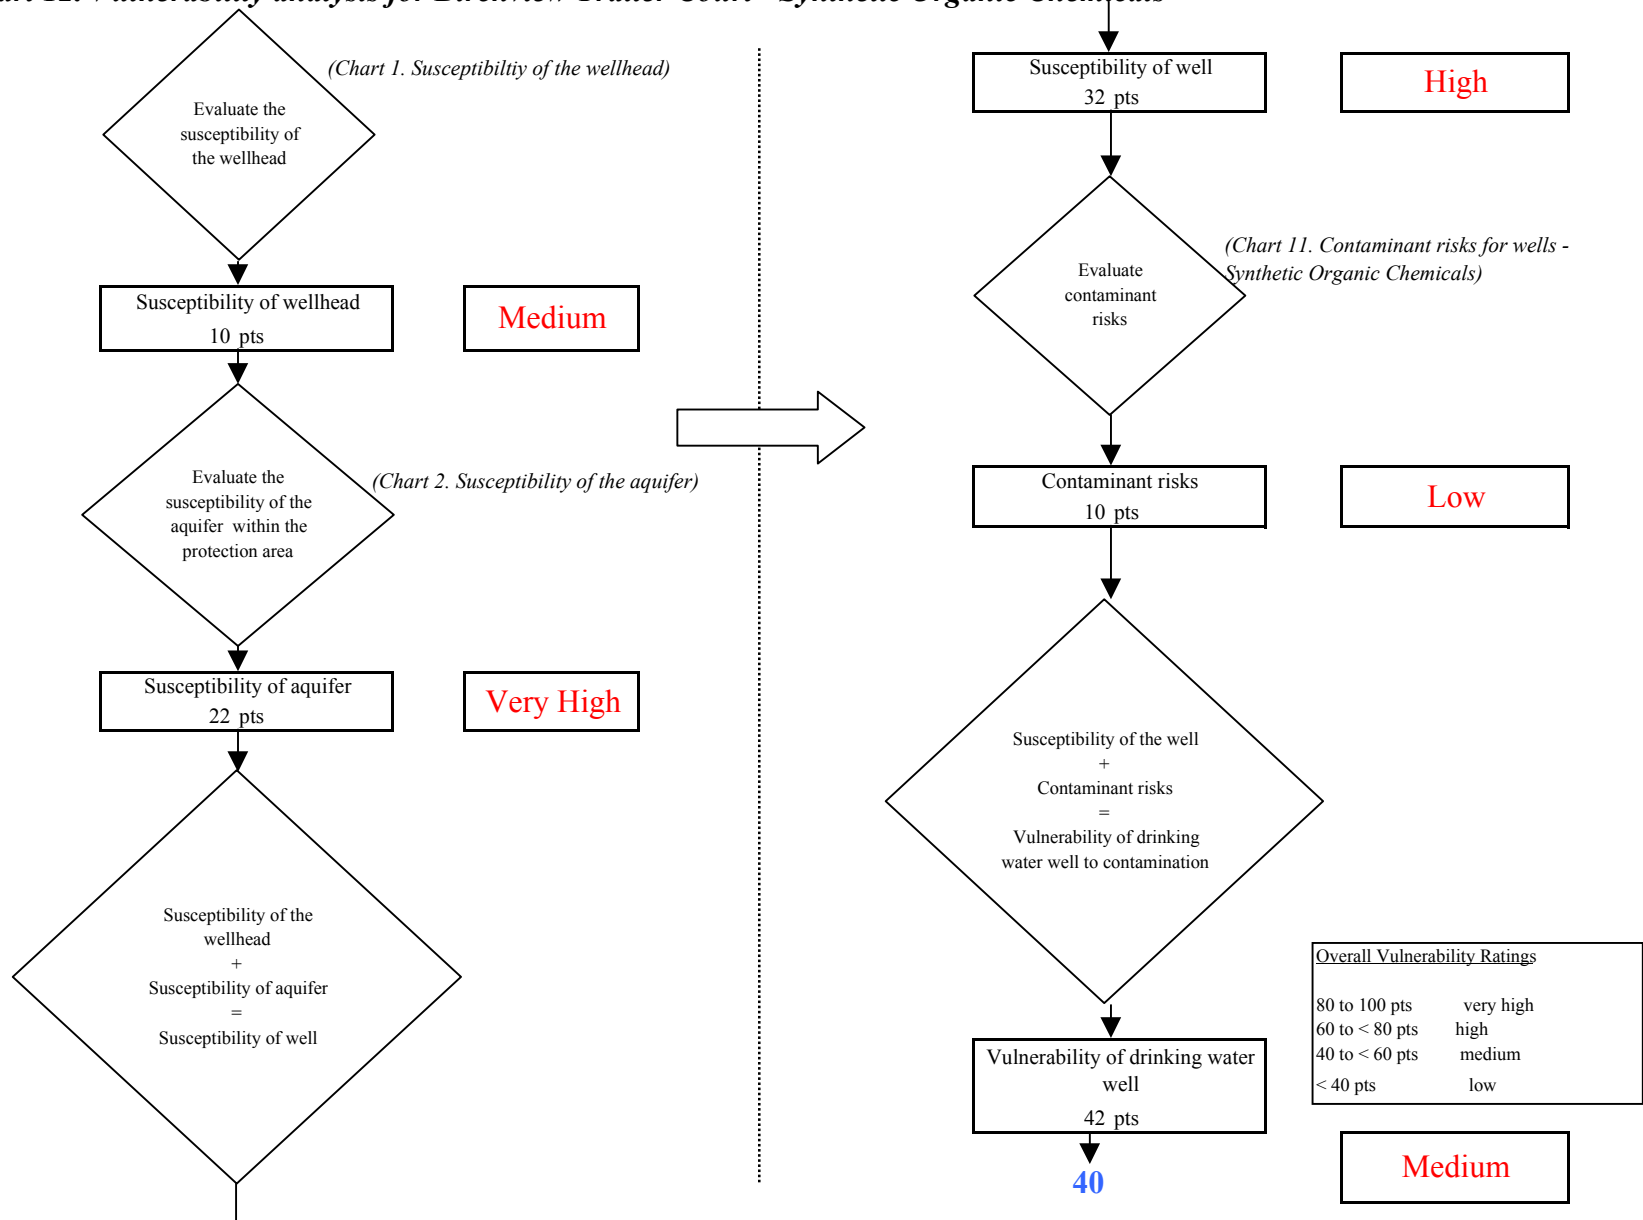 Evaluate the
susceptibility of
the wellhead
(Chart 1. Susceptibiltiy of the wellhead)
Susceptibility of wellhead
10 pts
Medium
Evaluate the
susceptibility of the
aquifer within the
protection area
(Chart 2. Susceptibility of the aquifer)
Susceptibility of aquifer
22 pts
Very High
Susceptibility of the
wellhead
+
Susceptibility of aquifer
=
Susceptibility of well
Susceptibility of well
32 pts
High
Evaluate
contaminant
risks
(Chart 11. Contaminant risks for wells -
Synthetic Organic Chemicals)
Contaminant risks
10 pts
Low
Susceptibility of the well
+
Contaminant risks
=
Vulnerability of drinking
water well to contamination
Vulnerability of drinking water
well
42 pts
40
Overall Vulnerability Ratings
80 to 100 pts very high
60 to < 80 pts high
40 to < 60 pts medium
< 40 pts low
Medium